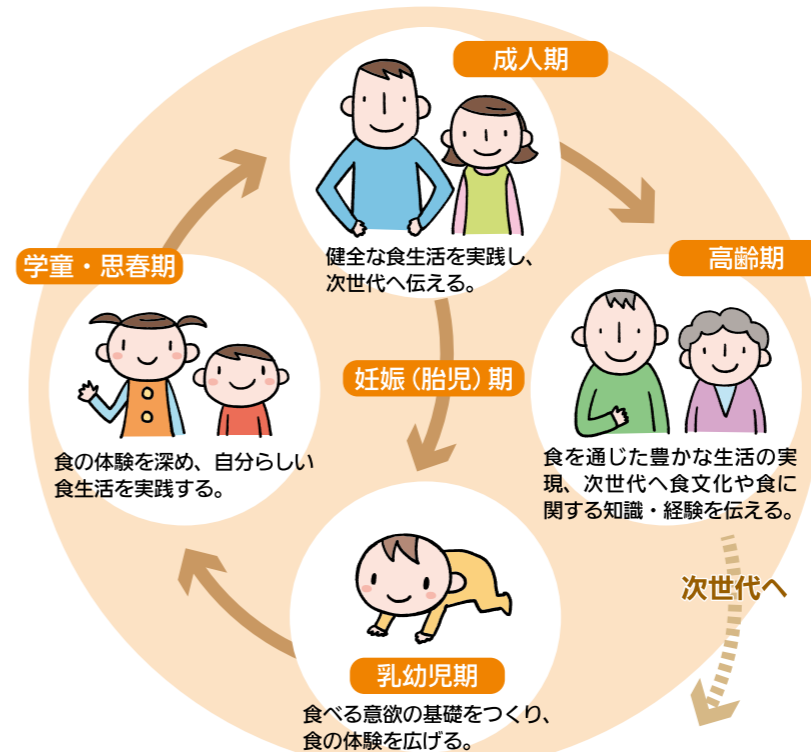 成人期
健全な食生活を実践し、
次世代へ伝える。
学童・思春期
食の体験を深め、自分らしい
食生活を実践する。
妊娠(胎児)期
高齢期
食を通じた豊かな生活の実
現、次世代へ食文化や食に
関する知識・経験を伝える。
次世代へ
乳幼児期
食べる意欲の基礎をつくり、
食の体験を広げる。